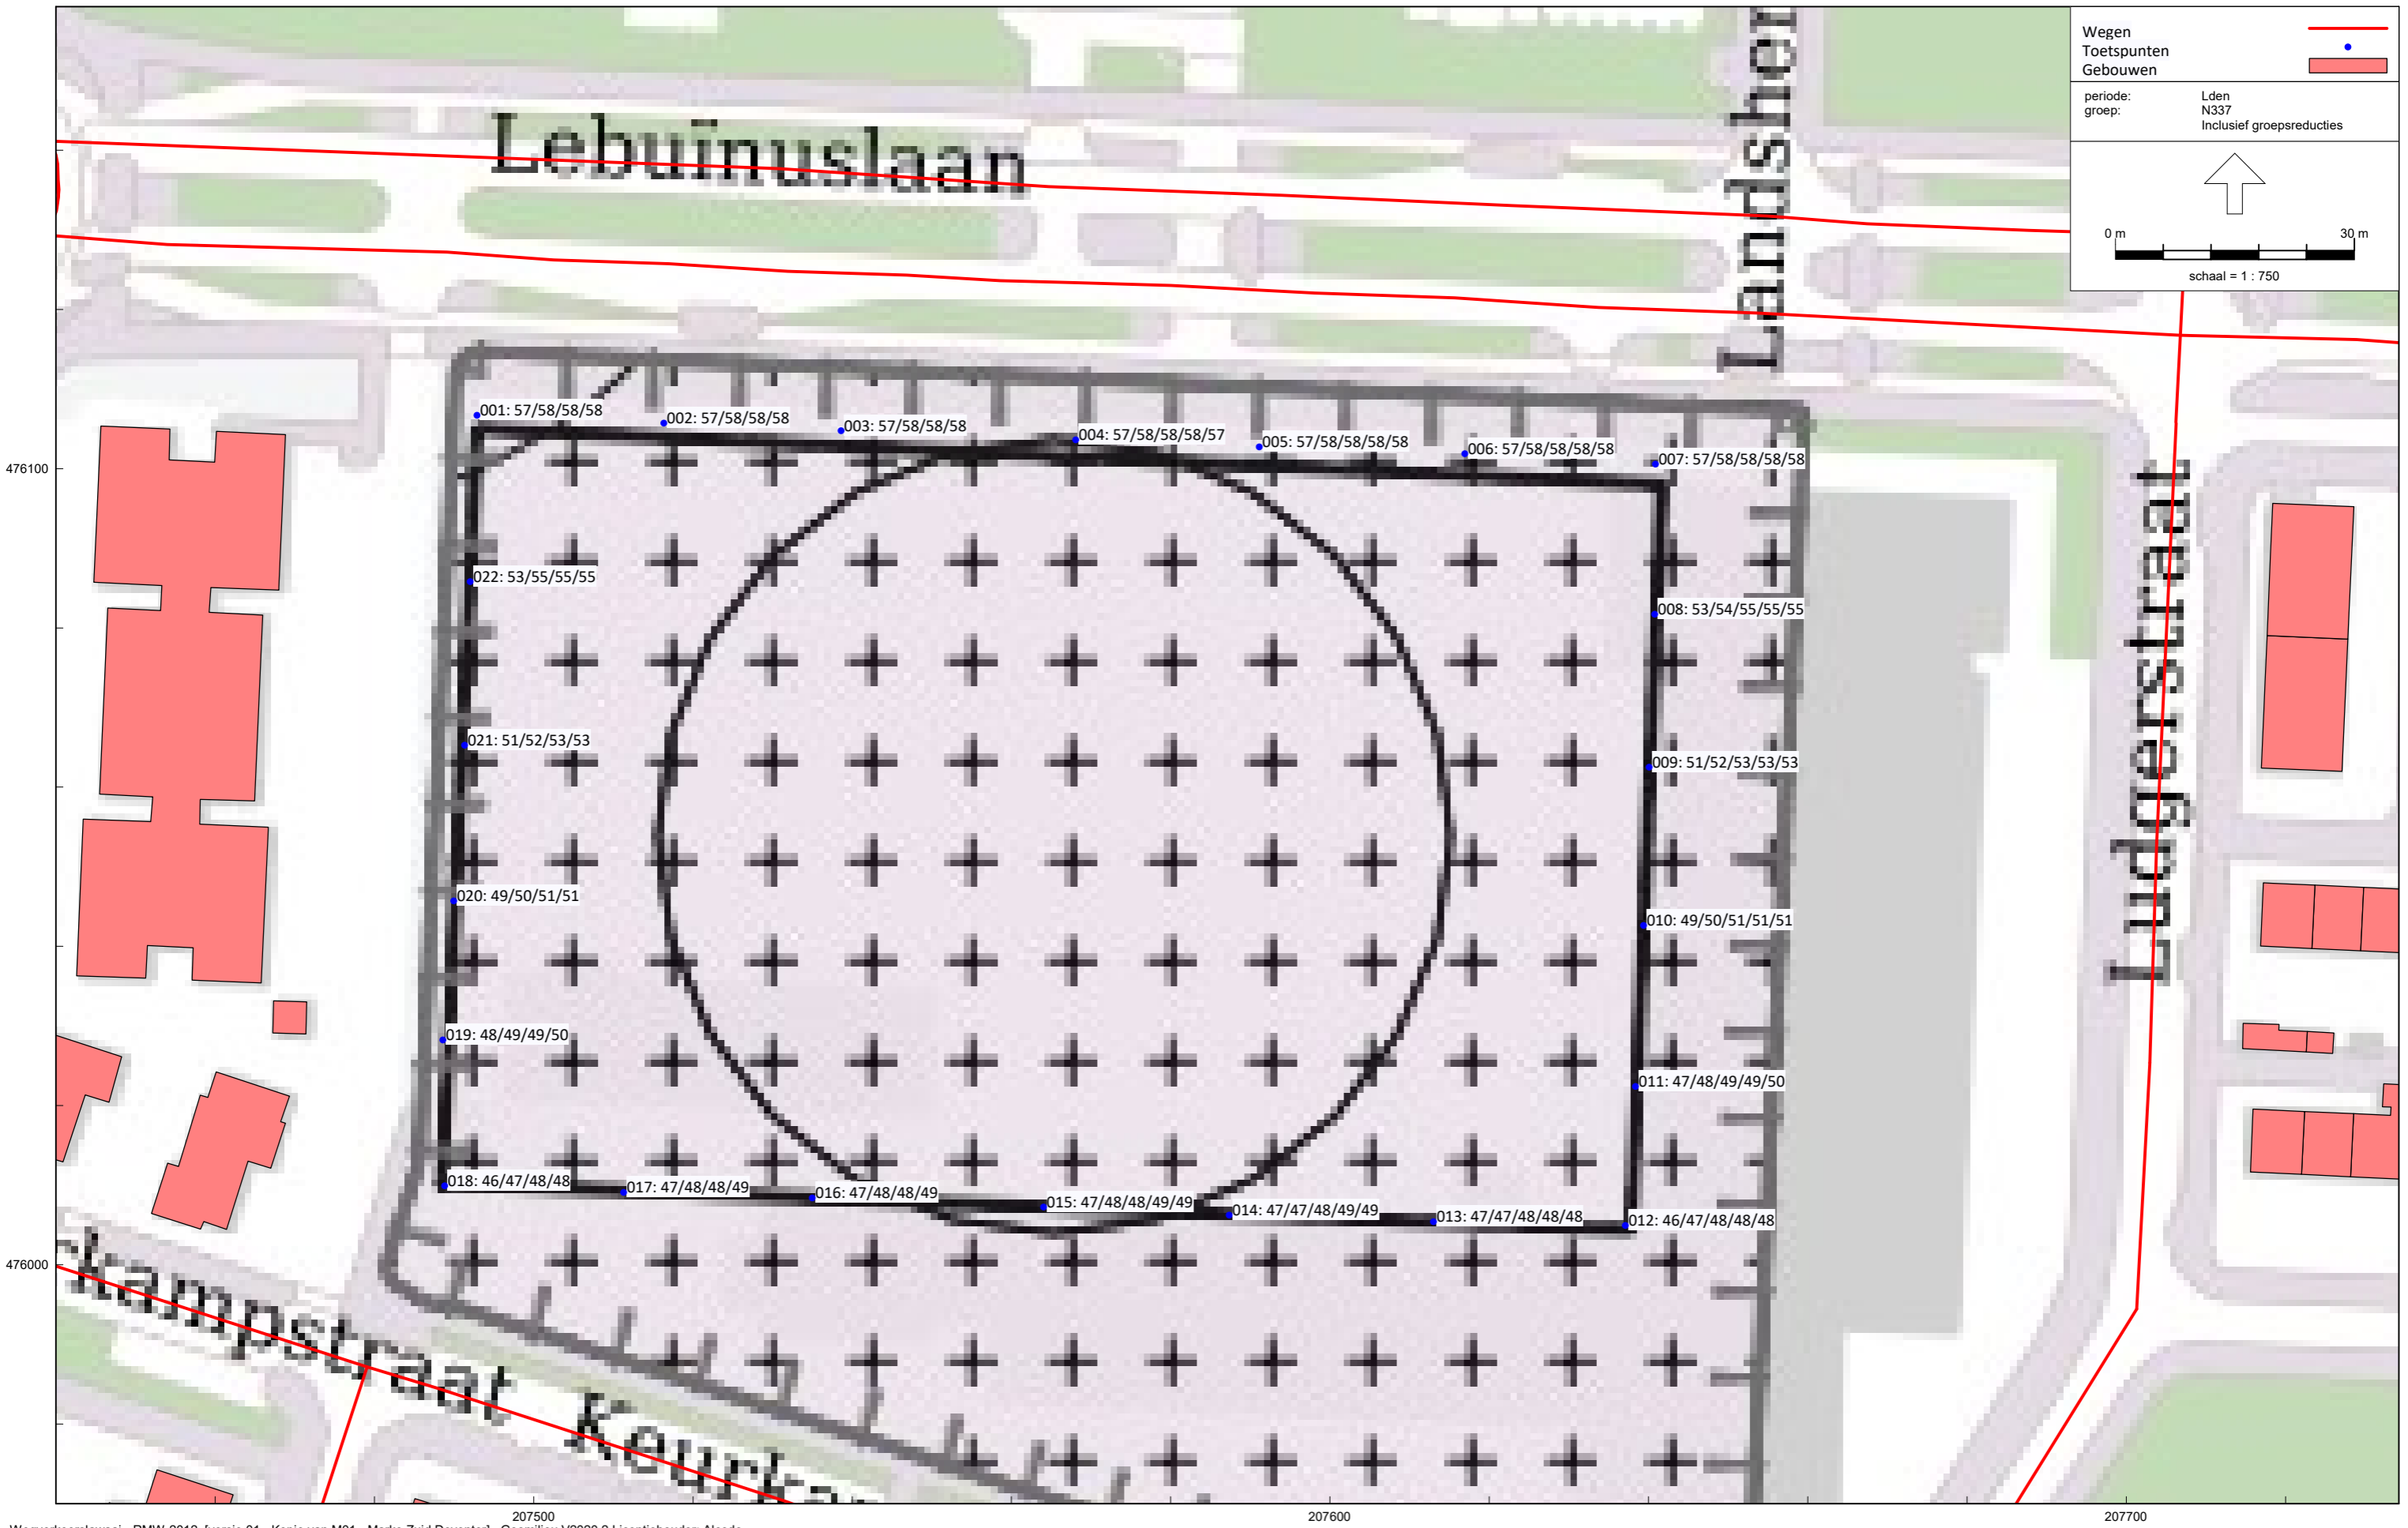 Wegen
Toetspunten
Gebouwen
periode: Lden
groep: N337
Inclusief groepsreducties
0 m 30 m
schaal = 1 : 750
Lebuïnuslaan
Landsher
001: 57/58/58/58
002: 57/58/58/58
003: 57/58/58/58
004: 57/58/58/58/57
005: 57/58/58/58/58
006: 57/58/58/58/58
007: 57/58/58/58/58
476100
022: 53/55/55/55
008: 53/54/55/55/55
021: 51/52/53/53
009: 51/52/53/53/53
Ludgerstraat
020: 49/50/51/51
010: 49/50/51/51/51
019: 48/49/49/50
011: 47/48/49/49/50
018: 46/47/48/48
017: 47/48/48/49
016: 47/48/48/49
015: 47/48/48/49/49
014: 47/47/48/49/49
013: 47/47/48/48/48
012: 46/47/48/48/48
476000
kampstraat
Keurka
207500
207600
207700